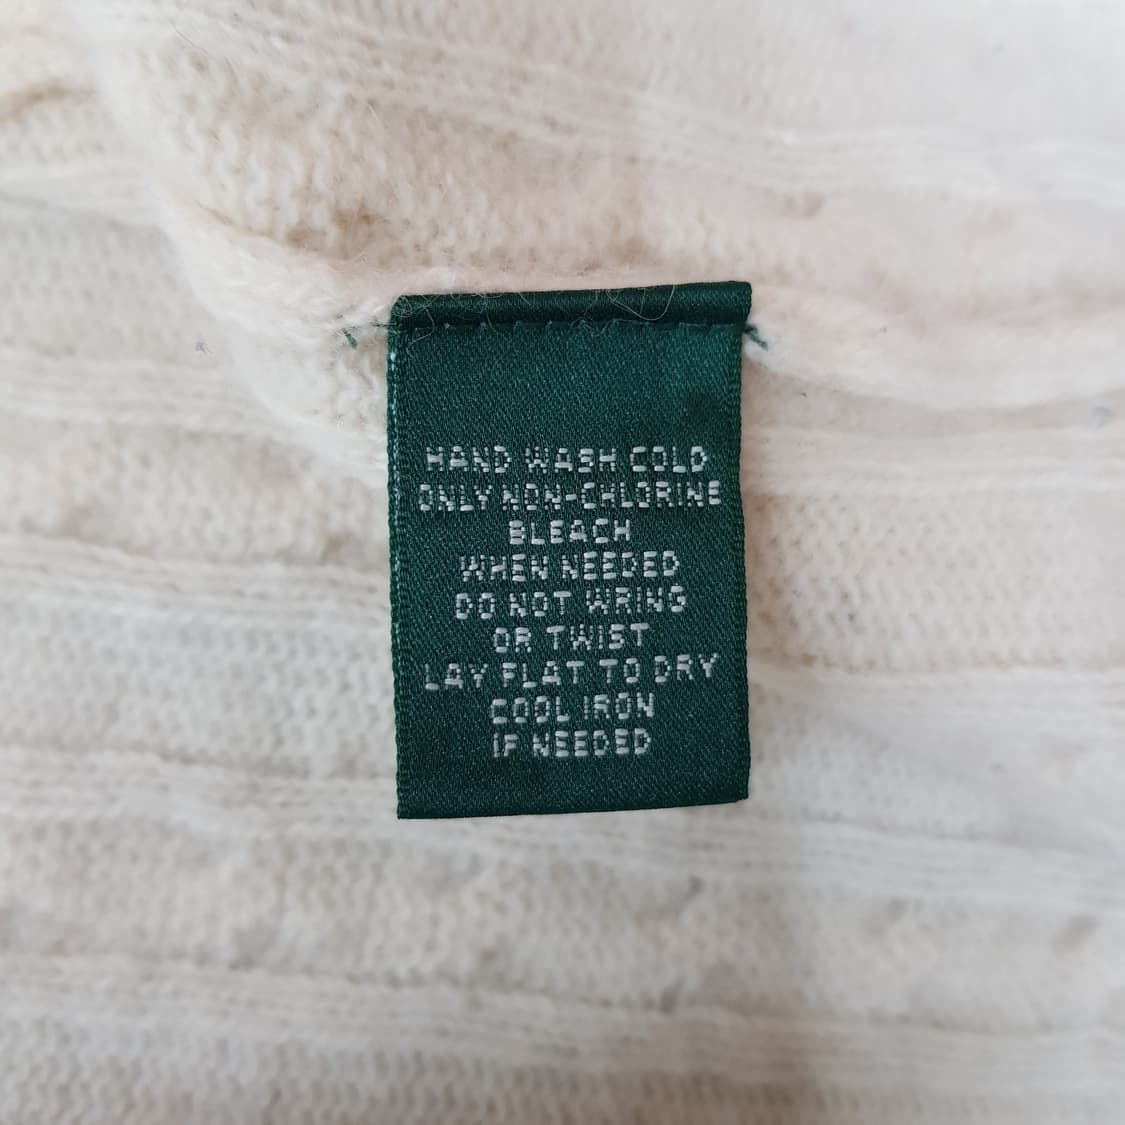 HAND WASH COLD
ONLY NON-CHLORINE
BLEACH
WHEN NEEDED
DO NOT WRING
OR TWIST
LAY FLAT TO DRY
COOL IRON
IF NEEDED